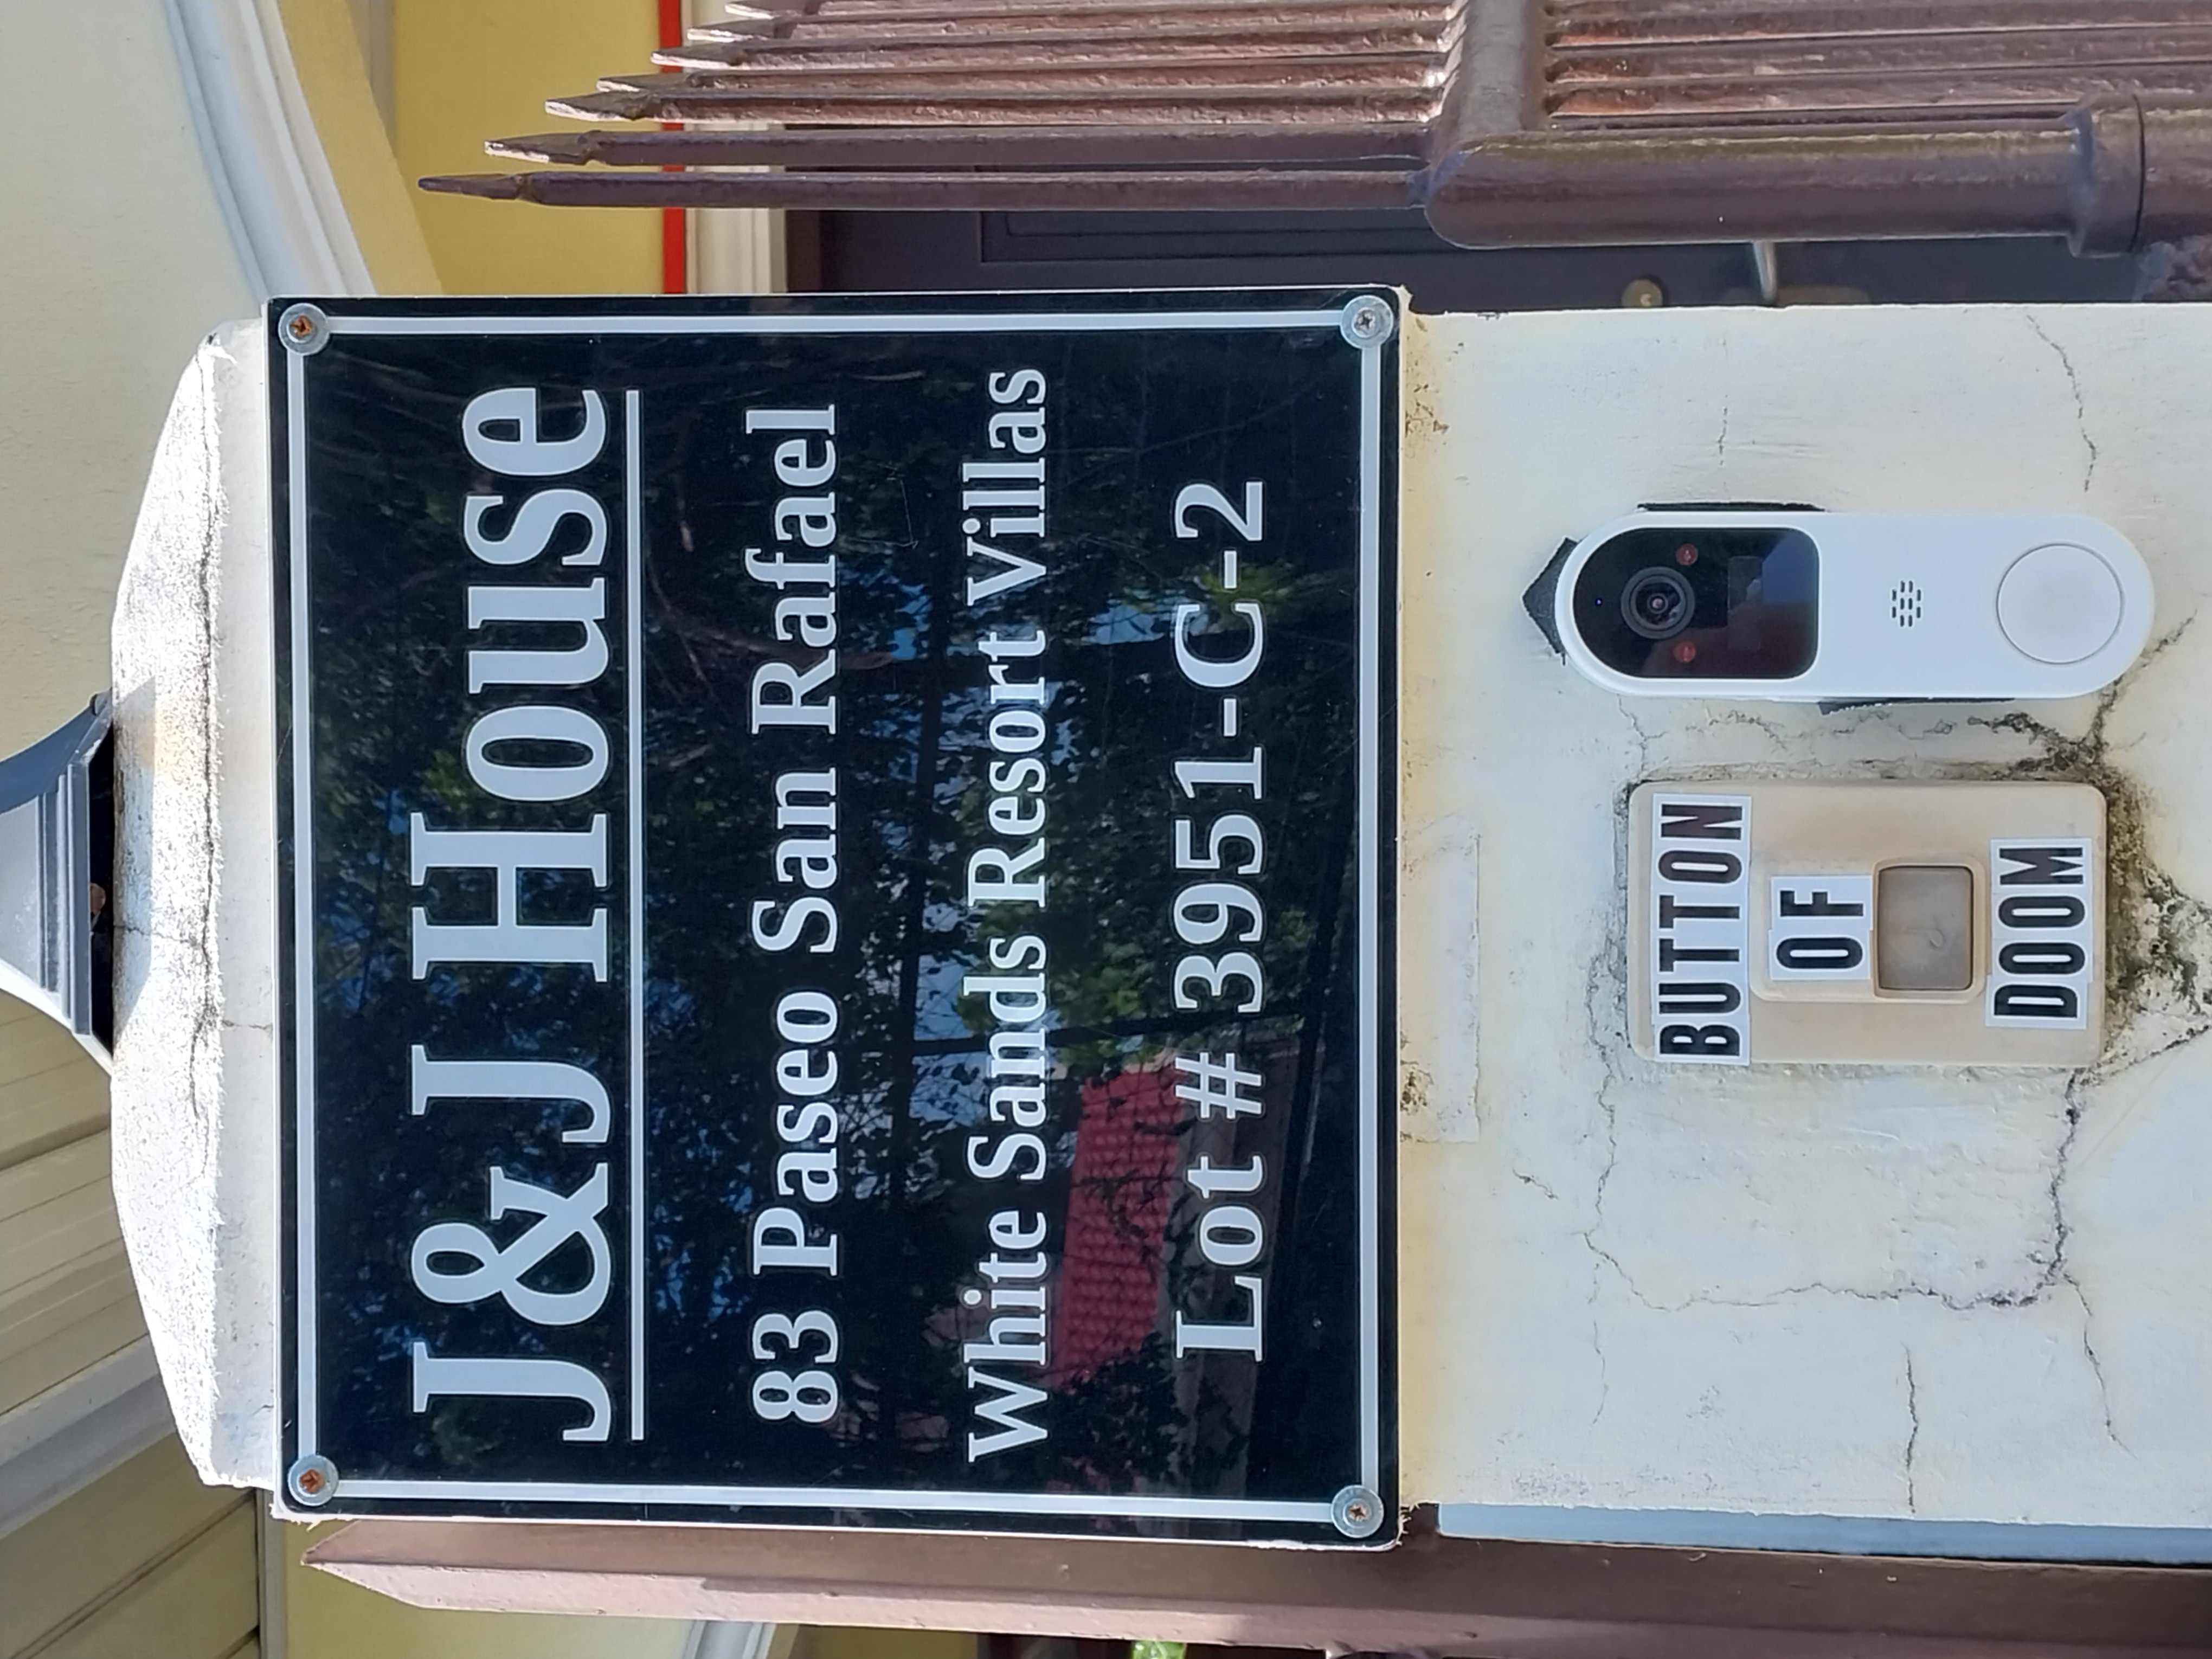 J&J House
83 Paseo San Rafael
White Sands Resort Villas
Lot # 3951-C-2
BUTTON
OF
DOOM